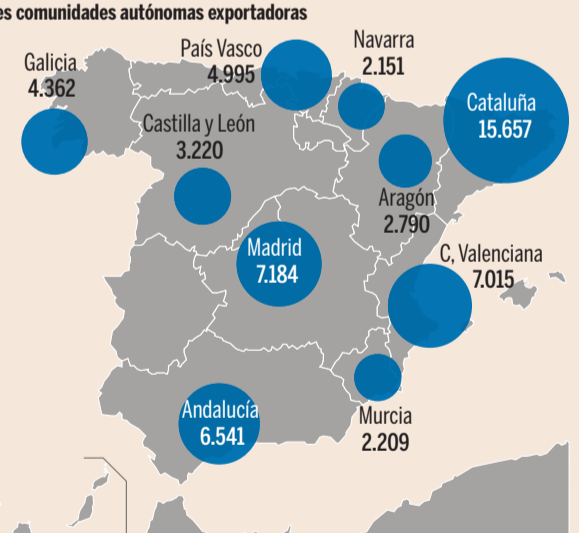 es comunidades autónomas exportadoras
País Vasco
4.995
Navarra
2.151
Galicia
4.362
Cataluña
15.657
Castilla y León
3.220
Aragón
2.790
Madrid
7.184
C, Valenciana
7.015
Andalucía
6.541
Murcia
2.209